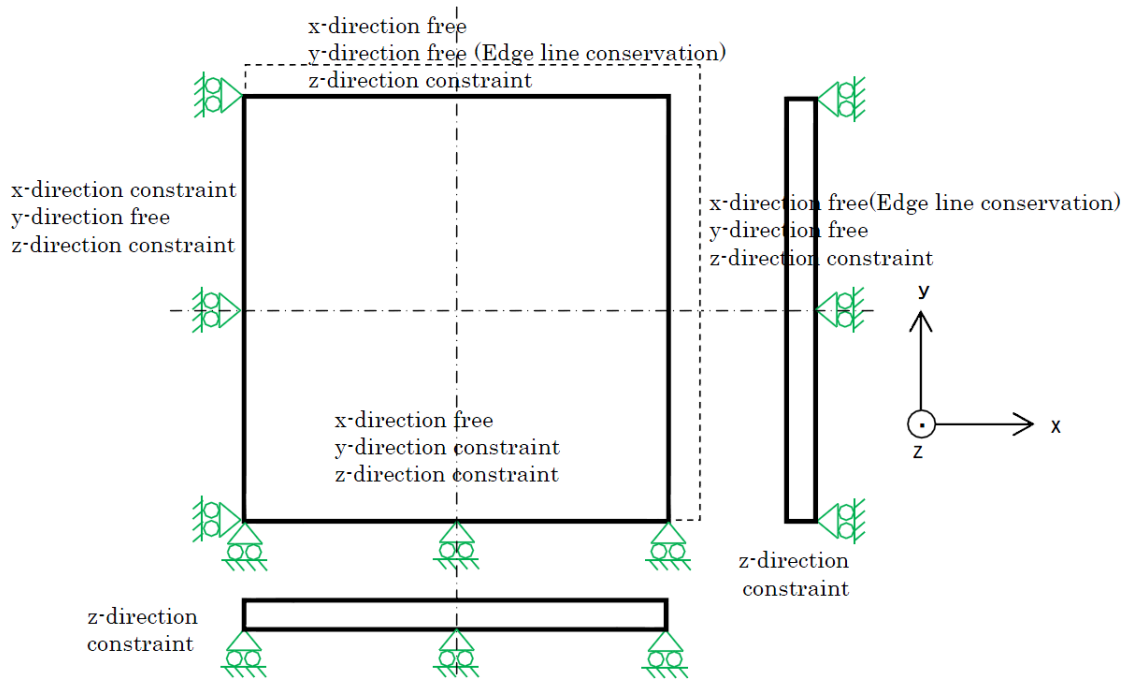 x-direction free
y-direction free (Edge line conservation)
z-direction constraint
x-direction constraint
y-direction free
z-direction constraint
x-direction free(Edge line conservation)
y-direction free
z-direction constraint
y
x
z
x-direction free
y-direction constraint
z-direction constraint
z-direction
constraint
z-direction
constraint